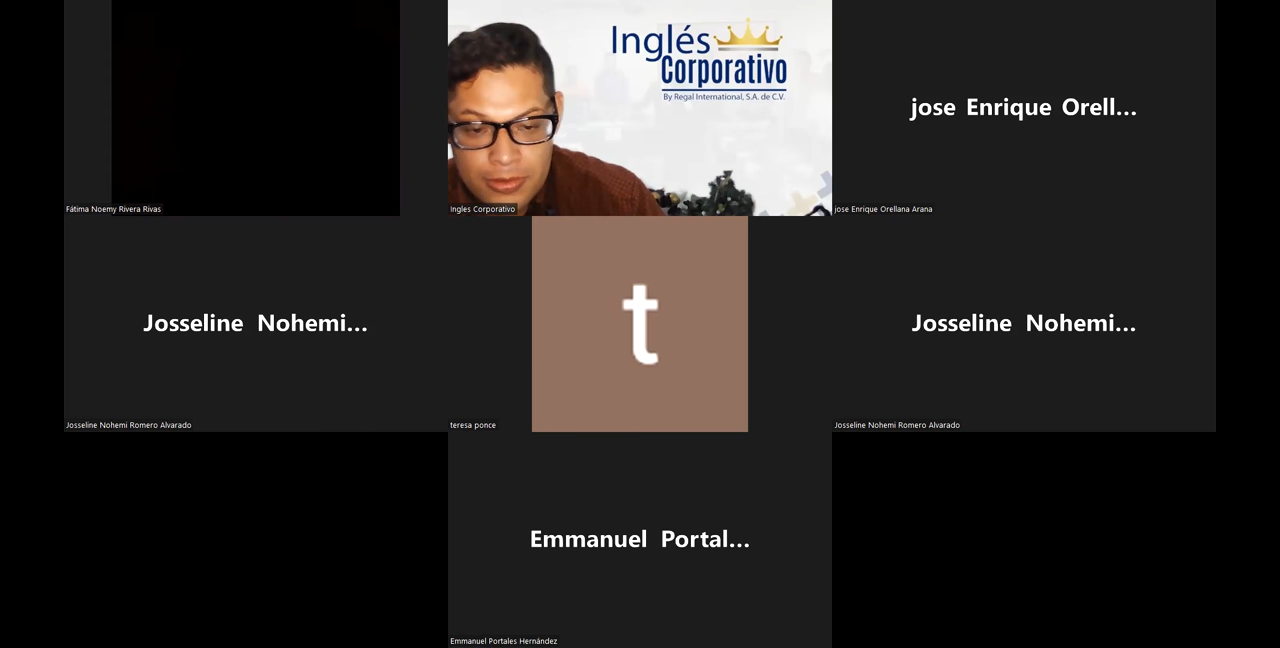 Inglés
Corporativo
By Regal International, S.A. de C.V.
jose Enrique Orell...
Fátima Noemy Rivera Rivas
Ingles Corporativo
jose Enrique Orellana Arana
Josseline Nohemi...
t
Josseline Nohemi...
Josseline Nohemi Romero Alvarado
teresa ponce
Josseline Nohemi Romero Alvarado
Emmanuel Portal...
Emmanuel Portales Hernández